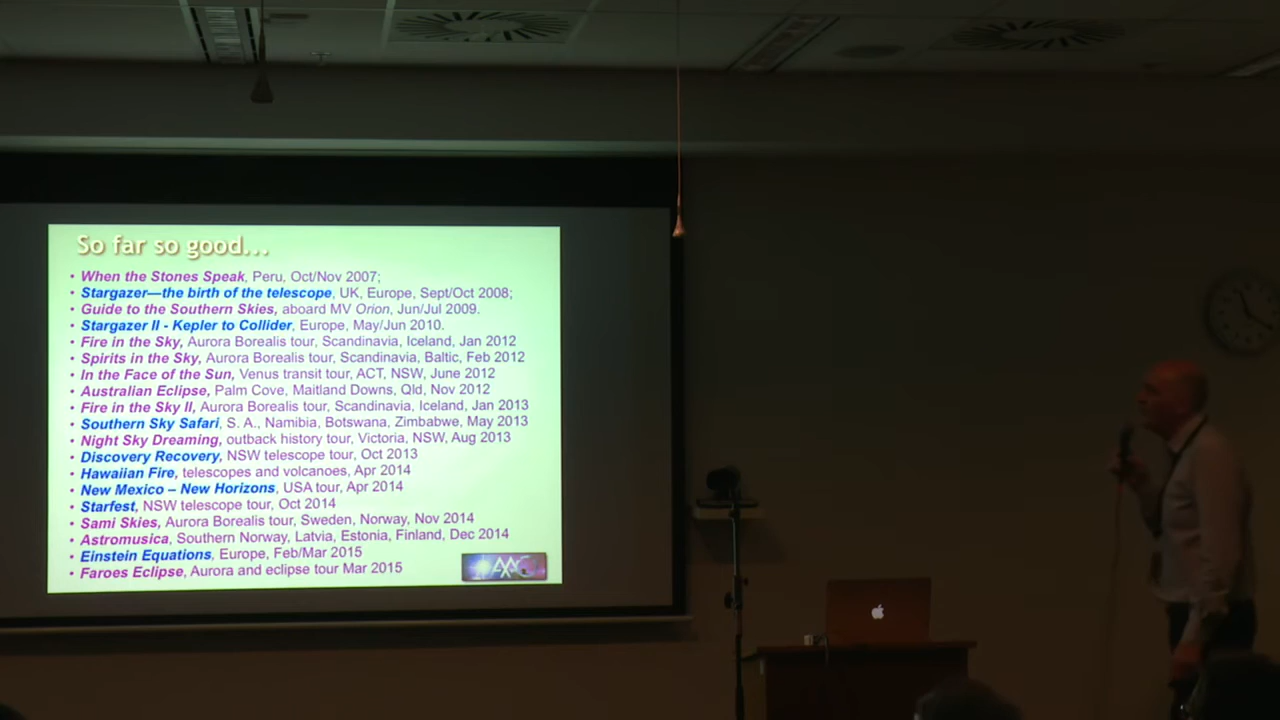 So far so good...
• When the Stones Speak, Peru, Oct/Nov 2007;
• Stargazer—the birth of the telescope, UK, Europe, Sept/Oct 2008;
• Guide to the Southern Skies, aboard MV Orion, Jun/Jul 2009.
• Stargazer II - Kepler to Collider, Europe, May/Jun 2010.
• Fire in the Sky, Aurora Borealis tour, Scandinavia, Iceland, Jan 2012
• Spirits in the Sky, Aurora Borealis tour, Scandinavia, Baltic, Feb 2012
• In the Face of the Sun, Venus transit tour, ACT, NSW, June 2012
• Australian Eclipse, Palm Cove, Maitland Downs, Qld, Nov 2012
• Fire in the Sky II, Aurora Borealis tour, Scandinavia, Iceland, Jan 2013
• Southern Sky Safari, S. A., Namibia, Botswana, Zimbabwe, May 2013
• Night Sky Dreaming, outback history tour, Victoria, NSW, Aug 2013
• Discovery Recovery, NSW telescope tour, Oct 2013
• Hawaiian Fire, telescopes and volcanoes, Apr 2014
• New Mexico – New Horizons, USA tour, Apr 2014
• Starfest, NSW telescope tour, Oct 2014
• Sami Skies, Aurora Borealis tour, Sweden, Norway, Nov 2014
• Astromusica, Southern Norway, Latvia, Estonia, Finland, Dec 2014
• Einstein Equations, Europe, Feb/Mar 2015
• Faroes Eclipse, Aurora and eclipse tour Mar 2015